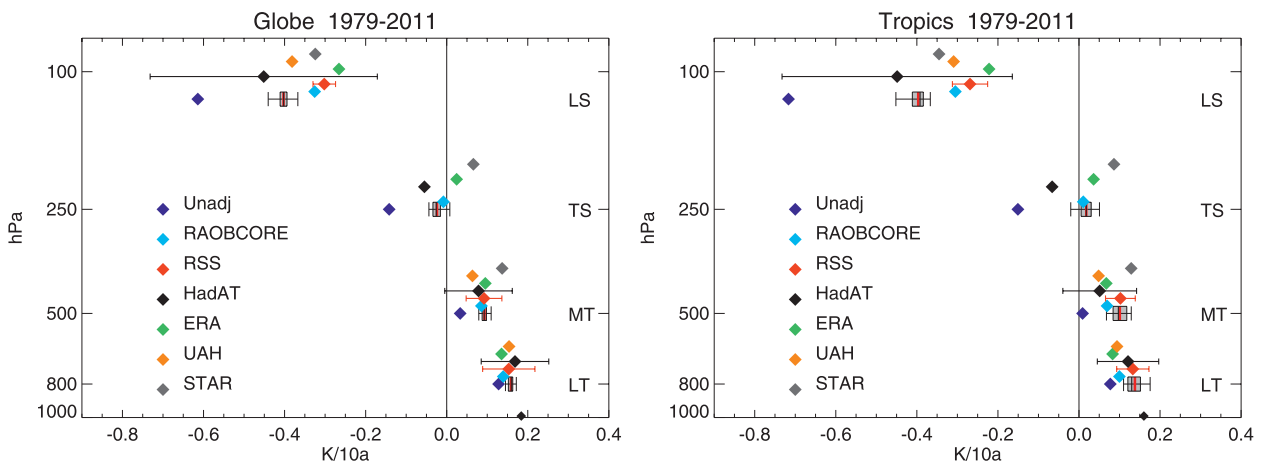 Globe 1979-2011
100
250
500
800
1000
hPa
LS
TS
MT
LT
Unadj
RAOBCORE
RSS
HadAT
ERA
UAH
STAR
-0.8
-0.6
-0.4
-0.2
0.0
0.2
0.4
K/10a
Tropics 1979-2011
100
250
500
800
1000
hPa
LS
TS
MT
LT
Unadj
RAOBCORE
RSS
HadAT
ERA
UAH
STAR
-0.8
-0.6
-0.4
-0.2
0.0
0.2
0.4
K/10a